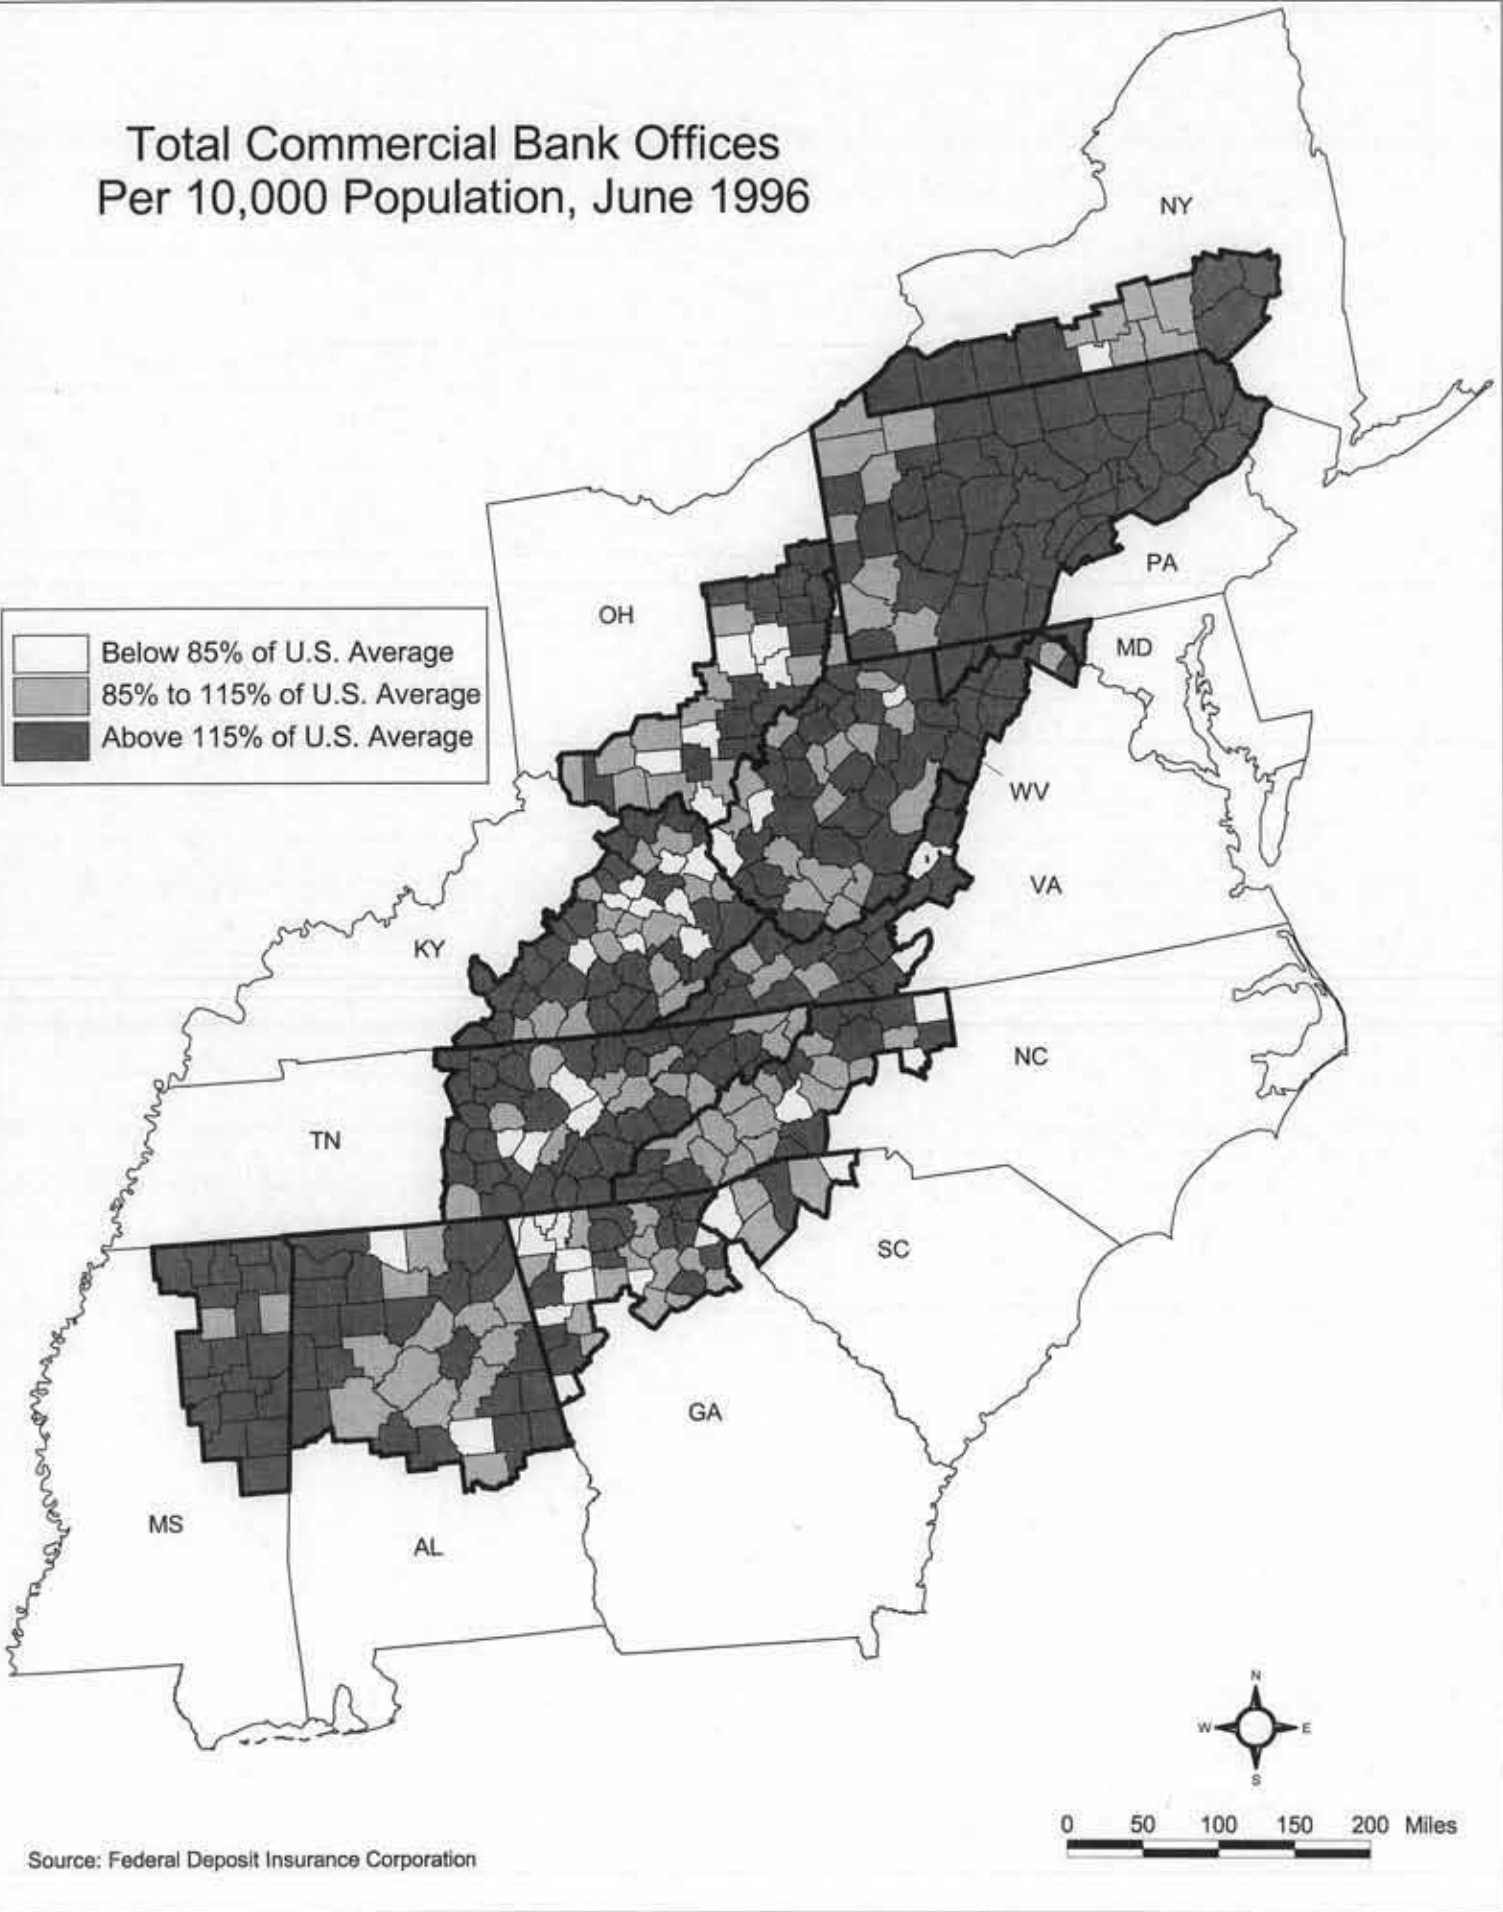 Total Commercial Bank Offices
Per 10,000 Population, June 1996
NY
PA
OH
MD
Below 85% of U.S. Average
85% to 115% of U.S. Average
Above 115% of U.S. Average
WV
VA
KY
NC
TN
SC
GA
MS
AL
N
W E
S
0 50 100 150 200 Miles
Source: Federal Deposit Insurance Corporation